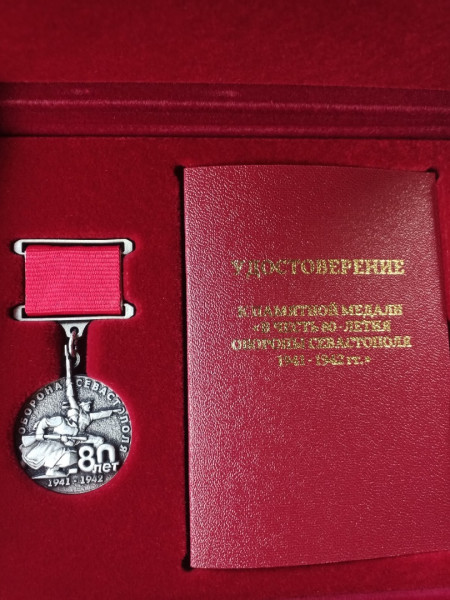 УДОСТОВЕРЕНИЕ
К ПАМЯТНОЙ МЕДАЛИ
«В ЧЕСТЬ 80-ЛЕТИЯ
ОБОРОНЫ СЕВАСТОПОЛЯ
1941 - 1942 гг.»
ОБОРОНА СЕВАСТОПОЛЯ
80
лет
1941 - 1942